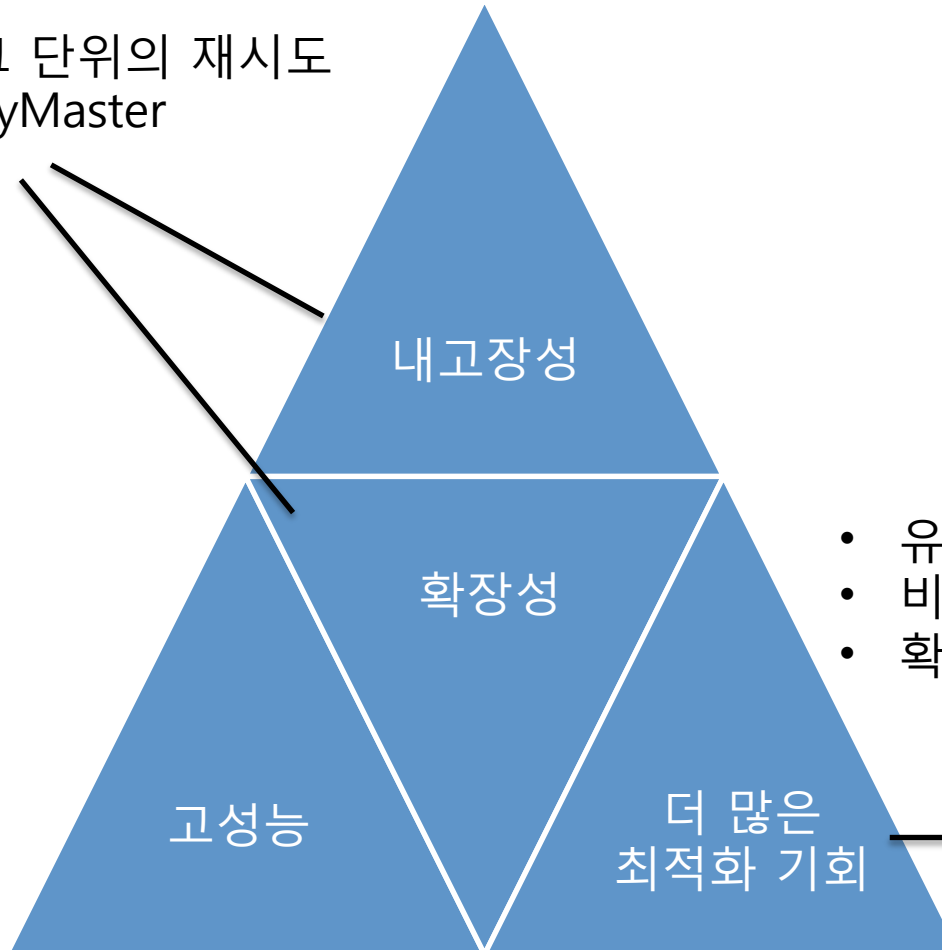 단위의 재시도
yMaster
내고장성
• 유
확장성
• 비
• 확
더 많은
고성능
최적화 기회